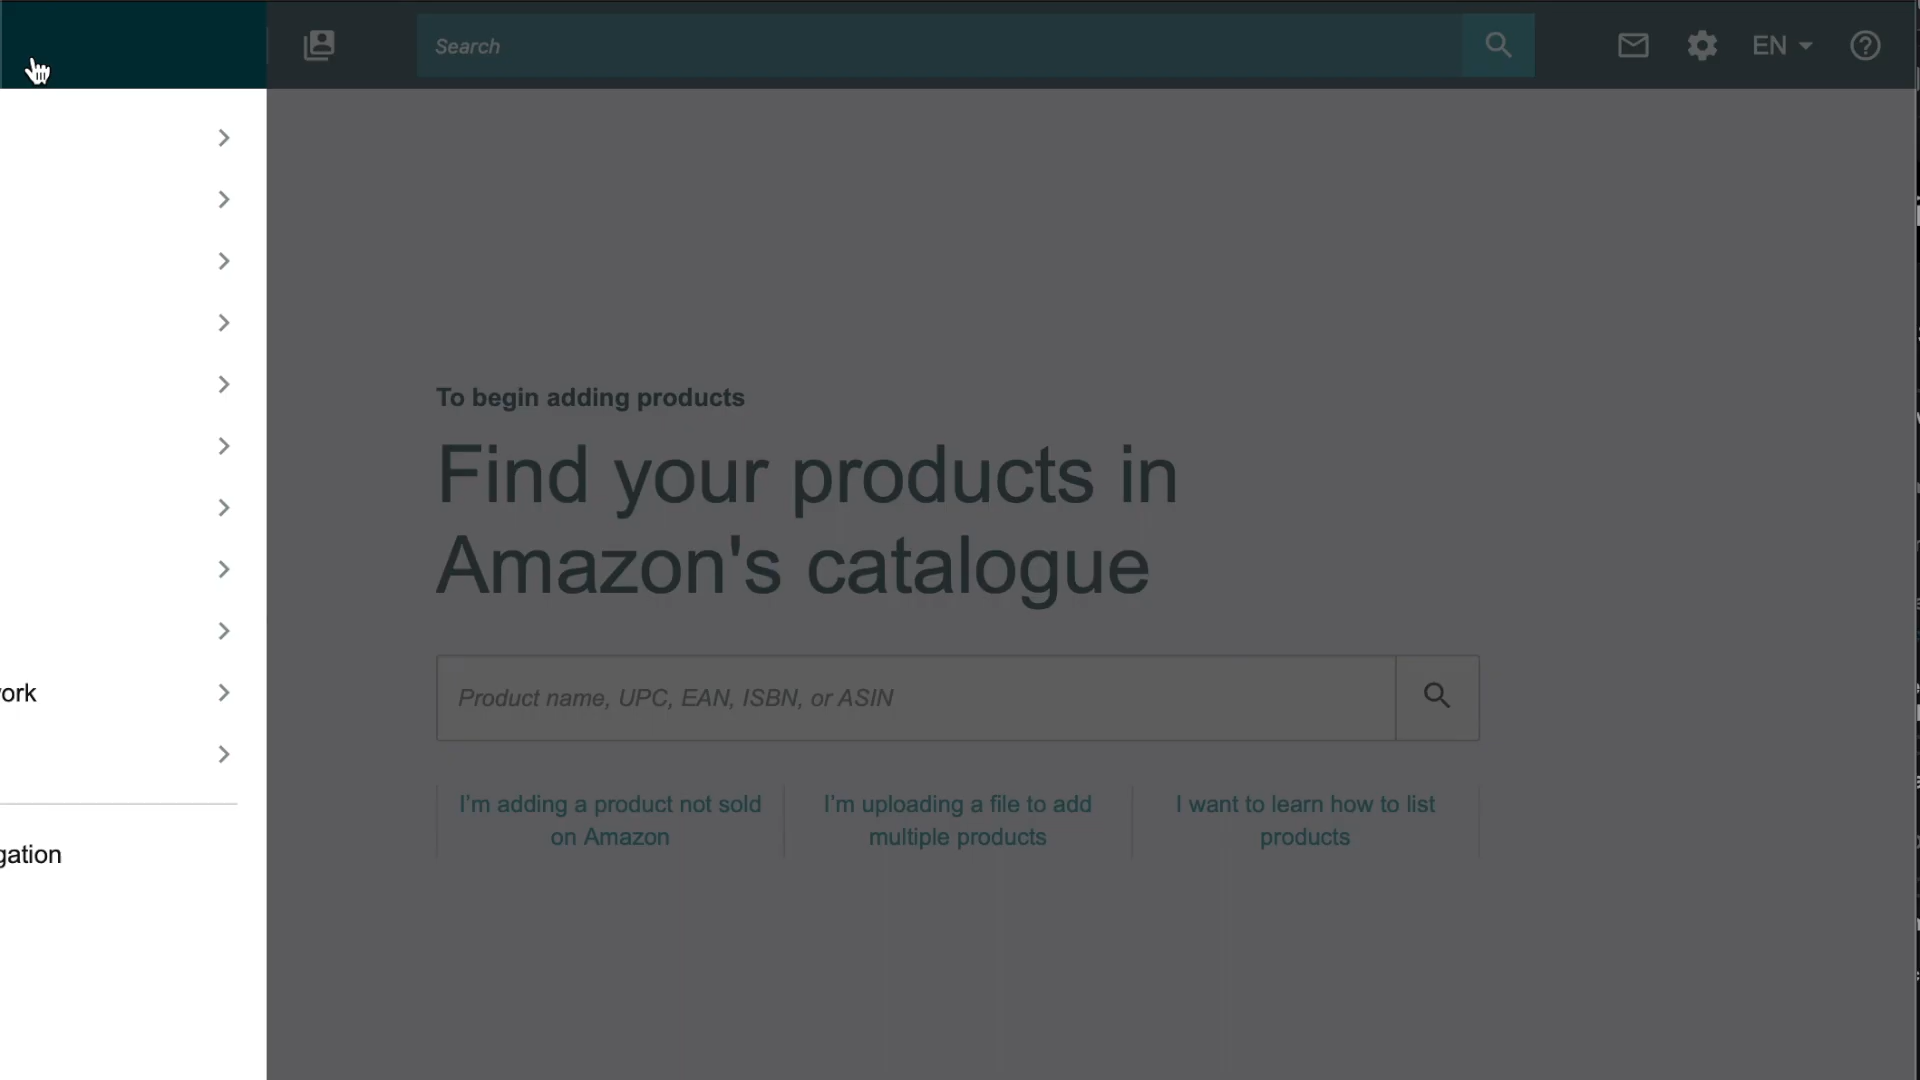 Search
EN
ork
gation
To begin adding products
Find your products in
Amazon's catalogue
Product name, UPC, EAN, ISBN, or ASIN
I'm adding a product not sold
on Amazon
I'm uploading a file to add
multiple products
I want to learn how to list
products